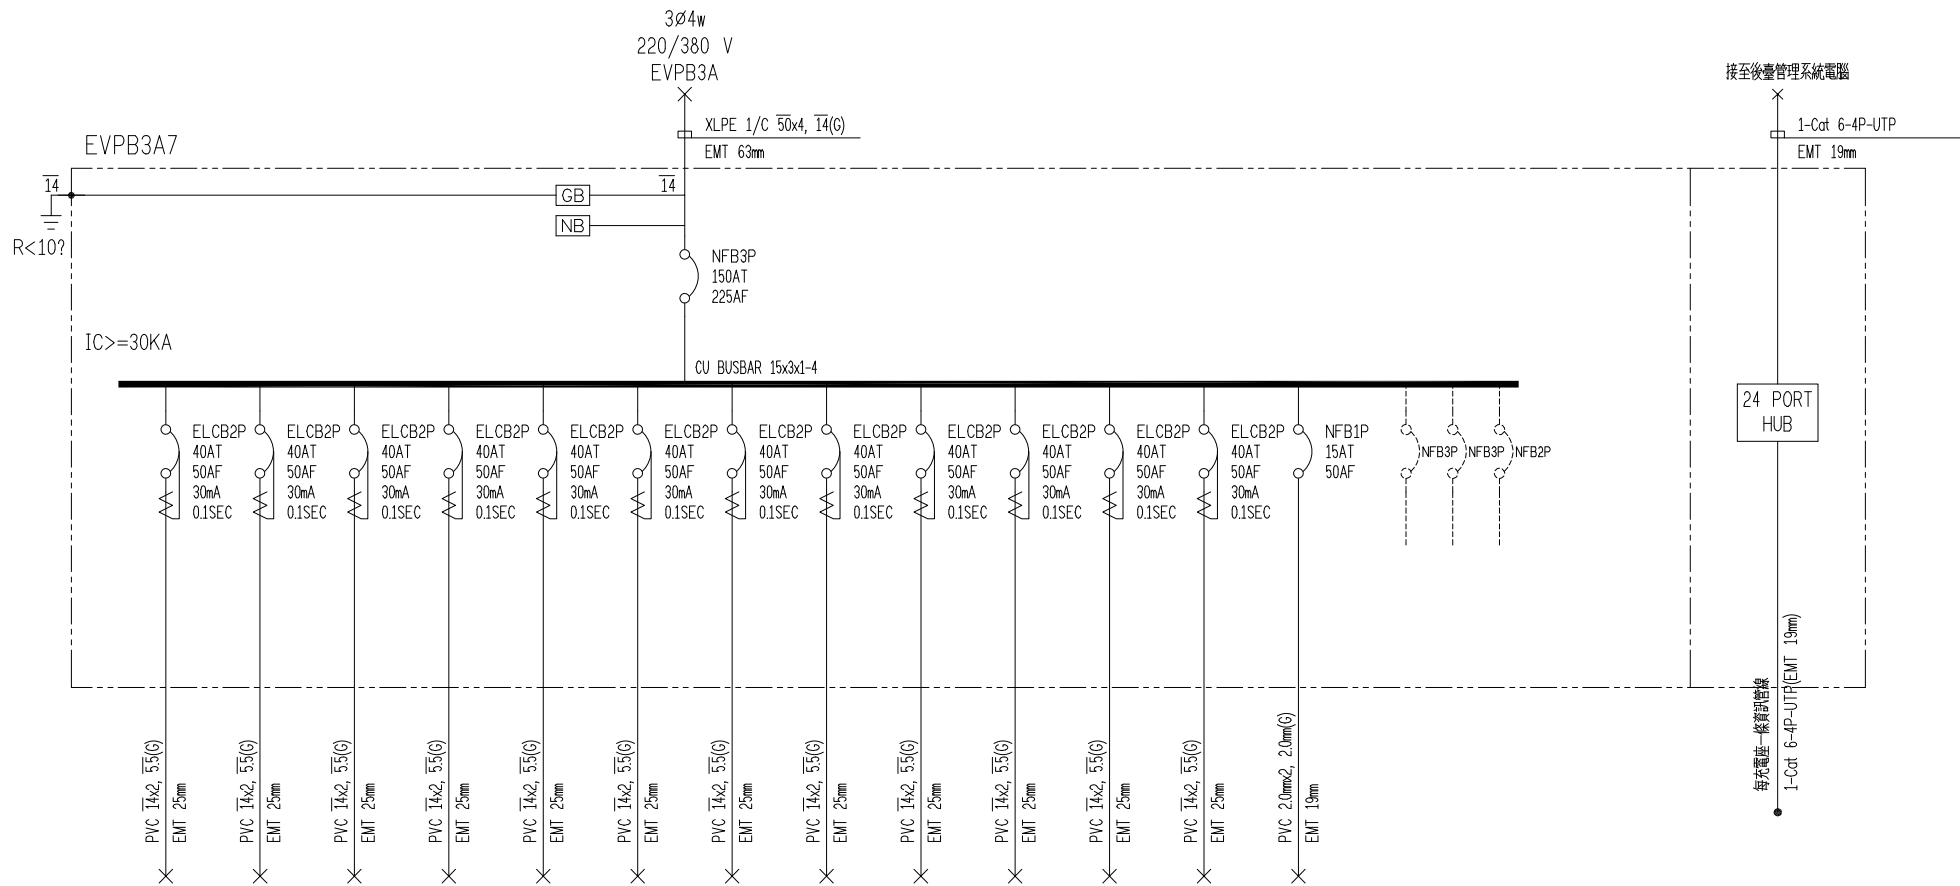 3Ø4w
220/380 V
EVPB3A
接至後臺管理系統電腦
XLPE 1/C 50x4, 14(G)
EMT 63mm
1-Cat 6-4P-UTP
EMT 19mm
EVPB3A7
14
14
GB
NB
R<10?
NFB3P
150AT
225AF
IC>=30KA
CU BUSBAR 15x3x1-4
24 PORT
HUB
ELCB2P
40AT
50AF
30mA
0.1SEC
ELCB2P
40AT
50AF
30mA
0.1SEC
ELCB2P
40AT
50AF
30mA
0.1SEC
ELCB2P
40AT
50AF
30mA
0.1SEC
ELCB2P
40AT
50AF
30mA
0.1SEC
ELCB2P
40AT
50AF
30mA
0.1SEC
ELCB2P
40AT
50AF
30mA
0.1SEC
ELCB2P
40AT
50AF
30mA
0.1SEC
ELCB2P
40AT
50AF
30mA
0.1SEC
ELCB2P
40AT
50AF
30mA
0.1SEC
ELCB2P
40AT
50AF
30mA
0.1SEC
ELCB2P
40AT
50AF
30mA
0.1SEC
NFB1P
15AT
50AF
NFB3P
NFB3P
NFB2P
PVC 14x2, 5.5(G)
EMT 25mm
PVC 14x2, 5.5(G)
EMT 25mm
PVC 14x2, 5.5(G)
EMT 25mm
PVC 14x2, 5.5(G)
EMT 25mm
PVC 14x2, 5.5(G)
EMT 25mm
PVC 14x2, 5.5(G)
EMT 25mm
PVC 14x2, 5.5(G)
EMT 25mm
PVC 14x2, 5.5(G)
EMT 25mm
PVC 14x2, 5.5(G)
EMT 25mm
PVC 14x2, 5.5(G)
EMT 25mm
PVC 14x2, 5.5(G)
EMT 25mm
PVC 14x2, 5.5(G)
EMT 25mm
PVC 2.0mmx2, 2.0mm(G)
EMT 19mm
每充電座一條資訊管線
1-Cat 6-4P-UTP(EMT 19mm)